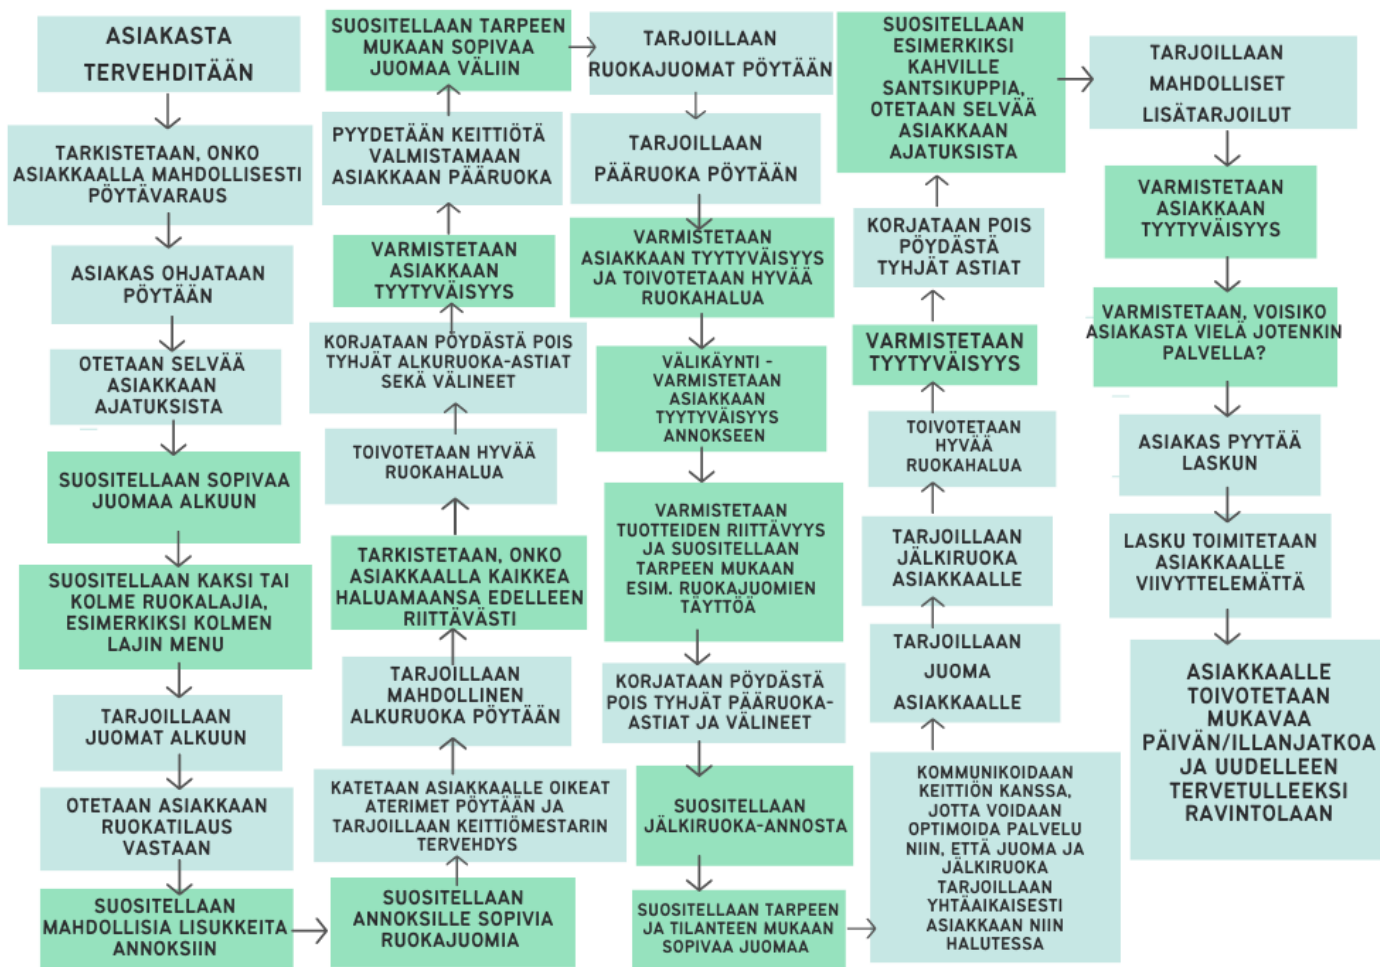 ASIAKASTA
TERVEHDITÄÄN
TARKISTETAAN, ONKO
ASIAKKAALLA MAHDOLLISESTI
PÖYTÄVARAUS
ASIAKAS OHJATAAN
PÖYTÄÄN
OTETAAN SELVÄÄ
ASIAKKAAN
AJATUKSISTA
SUOSITELLAAN SOPIVAA
JUOMAA ALKUUN
SUOSITELLAAN KAKSI TAI
KOLME RUOKALAJIA,
ESIMERKIKSI KOLMEN
LAJIN MENU
TARJOILLAAN
JUOMAT ALKUUN
OTETAAN ASIAKKAAN
RUOKATILAUS
VASTAAN
SUOSITELLAAN
MAHDOLLISIA LISUKKEITA
ANNOKSIIN
SUOSITELLAAN
ANNOKSILLE SOPIVIA
RUOKAJUOMIA
KATETAAN ASIAKKAALLE OIKEAT
ATERIMET PÖYTÄÄN JA
TARJOILLAAN KEITTIÖMESTARIN
TERVEHDYS
TARJOILLAAN
MAHDOLLINEN
ALKURUOKA PÖYTÄÄN
TARKISTETAAN, ONKO
ASIAKKAALLA KAIKKEA
HALUAMAANSA EDELLEEN
RIITTÄVÄSTI
TOIVOTETAAN HYVÄÄ
RUOKAHALUA
KORJATAAN PÖYDÄSTÄ POIS
TYHJÄT ALKURUOKA-ASTIAT
SEKÄ VÄLINEET
VARMISTETAAN
ASIAKKAAN
TYYTYVÄISYYS
PYYDETÄÄN KEITTIÖTÄ
VALMISTAMAAN
ASIAKKAAN PÄÄRUOKA
SUOSITELLAAN TARPEEN
MUKAAN SOPIVAA
JUOMAA VÄLIIN
TARJOILLAAN
RUOKAJUOMAT PÖYTÄÄN
TARJOILLAAN
PÄÄRUOKA PÖYTÄÄN
VARMISTETAAN
ASIAKKAAN TYYTYVÄISYYS
JA TOIVOTETAAN HYVÄÄ
RUOKAHALUA
VÄLIKÄYNTI -
VARMISTETAAN
ASIAKKAAN
TYYTYVÄISYYS
ANNOKSEEN
VARMISTETAAN
TUOTTEIDEN RIITTÄVYYS
JA SUOSITELLAAN
TARPEEN MUKAAN
ESIM. RUOKAJUOMIEN
TÄYTTÖÄ
KORJATAAN PÖYDÄSTÄ
POIS TYHJÄT PÄÄRUOKA-
ASTIAT JA VÄLINEET
SUOSITELLAAN
JÄLKIRUOKA-ANNOSTA
SUOSITELLAAN TARPEEN
JA TILANTEEN MUKAAN
SOPIVAA JUOMAA
KOMMUNIKOIDAAN
KEITTIÖN KANSSA,
JOTTA VOIDAAN
OPTIMOIDA PALVELU
NIIN, ETTÄ JUOMA JA
JÄLKIRUOKA
TARJOILLAAN
YHTÄAIKAISESTI
ASIAKKAAN NIIN
HALUTESSA
TARJOILLAAN
JUOMA
ASIAKKAALLE
TARJOILLAAN
JÄLKIRUOKA
ASIAKKAALLE
TOIVOTETAAN
HYVÄÄ
RUOKAHALUA
VARMISTETAAN
TYYTYVÄISYYS
KORJATAAN POIS
PÖYDÄSTÄ
TYHJÄT ASTIAT
SUOSITELLAAN
ESIMERKIKSI
KAHVILLE
SANTSIKUPPIA,
OTETAAN SELVÄÄ
ASIAKKAAN
AJATUKSISTA
TARJOILLAAN
MAHDOLLISET
LISÄTARJOILUT
VARMISTETAAN
ASIAKKAAN
TYYTYVÄISYYS
VARMISTETAAN, VOISIKO
ASIAKASTA VIELÄ JOTENKIN
PALVELLA?
ASIAKAS PYYTÄÄ
LASKUN
LASKU TOIMITETAAN
ASIAKKAALLE
VIIVYTTELEMÄTTÄ
ASIAKKAALLE
TOIVOTETAAN
MUKAVAA
PÄIVÄN/ILLANJATKOA
JA UUDELLEEN
TERVETULLEEKSI
RAVINTOLAAN